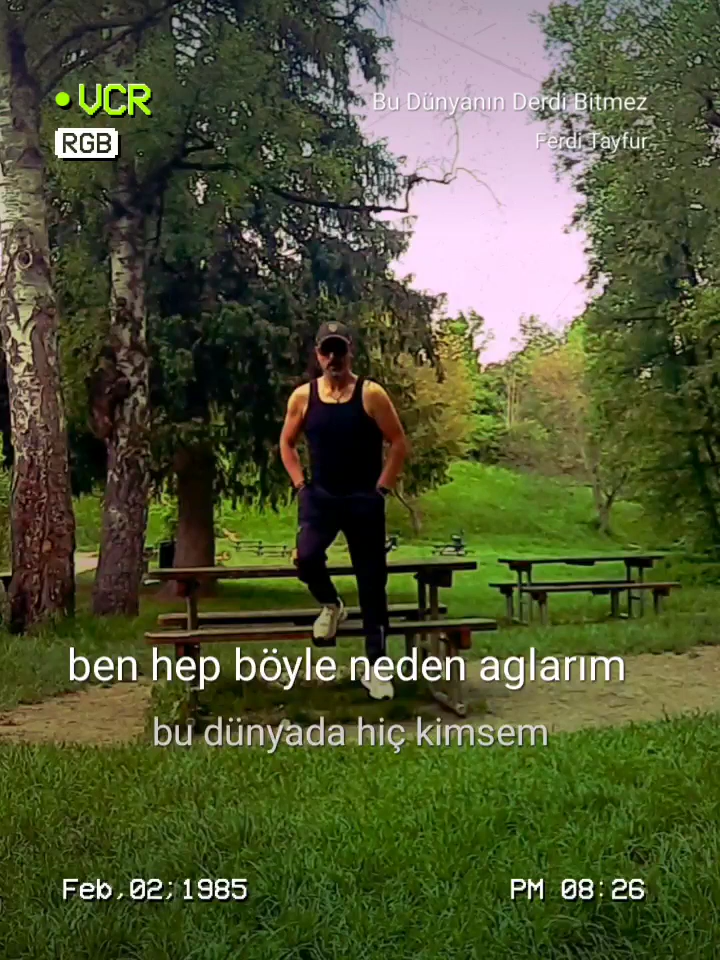 VCR
Bu Dünyanın Derdi Bitmez
RGB
Ferdi Tayfur
ben hep böyle neden aglarım
bu dünyada hiç kimsem
Feb,02;1985
PM 08:26